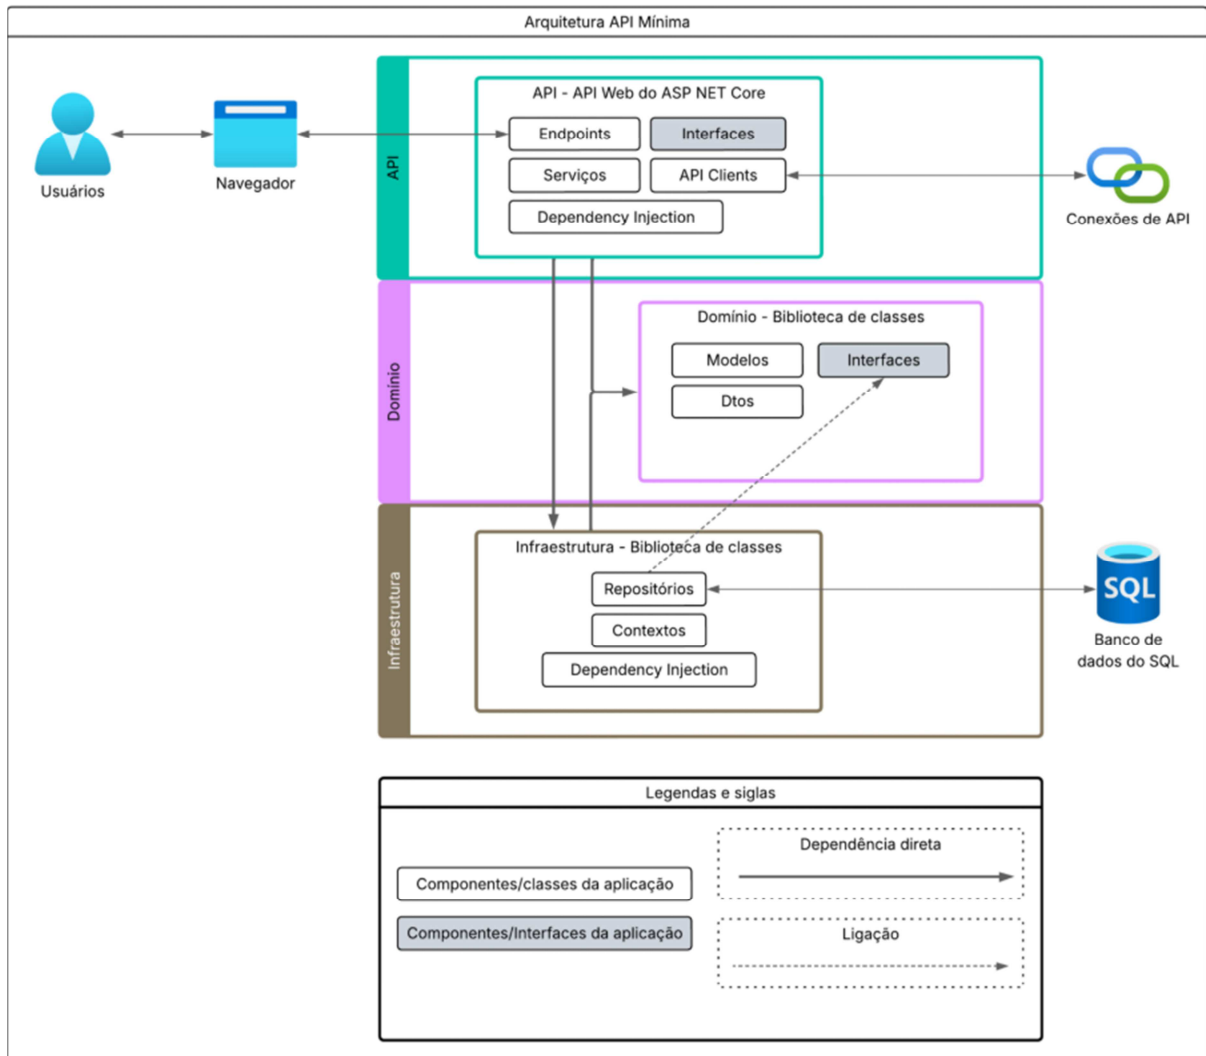 Arquitetura API Mínima
API - API Web do ASP NET Core
Endpoints
Interfaces
Usuários
Navegador
API
Serviços
API Clients
Conexões de API
Dependency Injection
Domínio
Domínio - Biblioteca de classes
Modelos
Interfaces
Dtos
Infraestrutura
Infraestrutura - Biblioteca de classes
Repositórios
Contextos
Dependency Injection
SQL
Banco de
dados do SQL
Legendas e siglas
Componentes/classes da aplicação
Componentes/Interfaces da aplicação
Dependência direta
Ligação